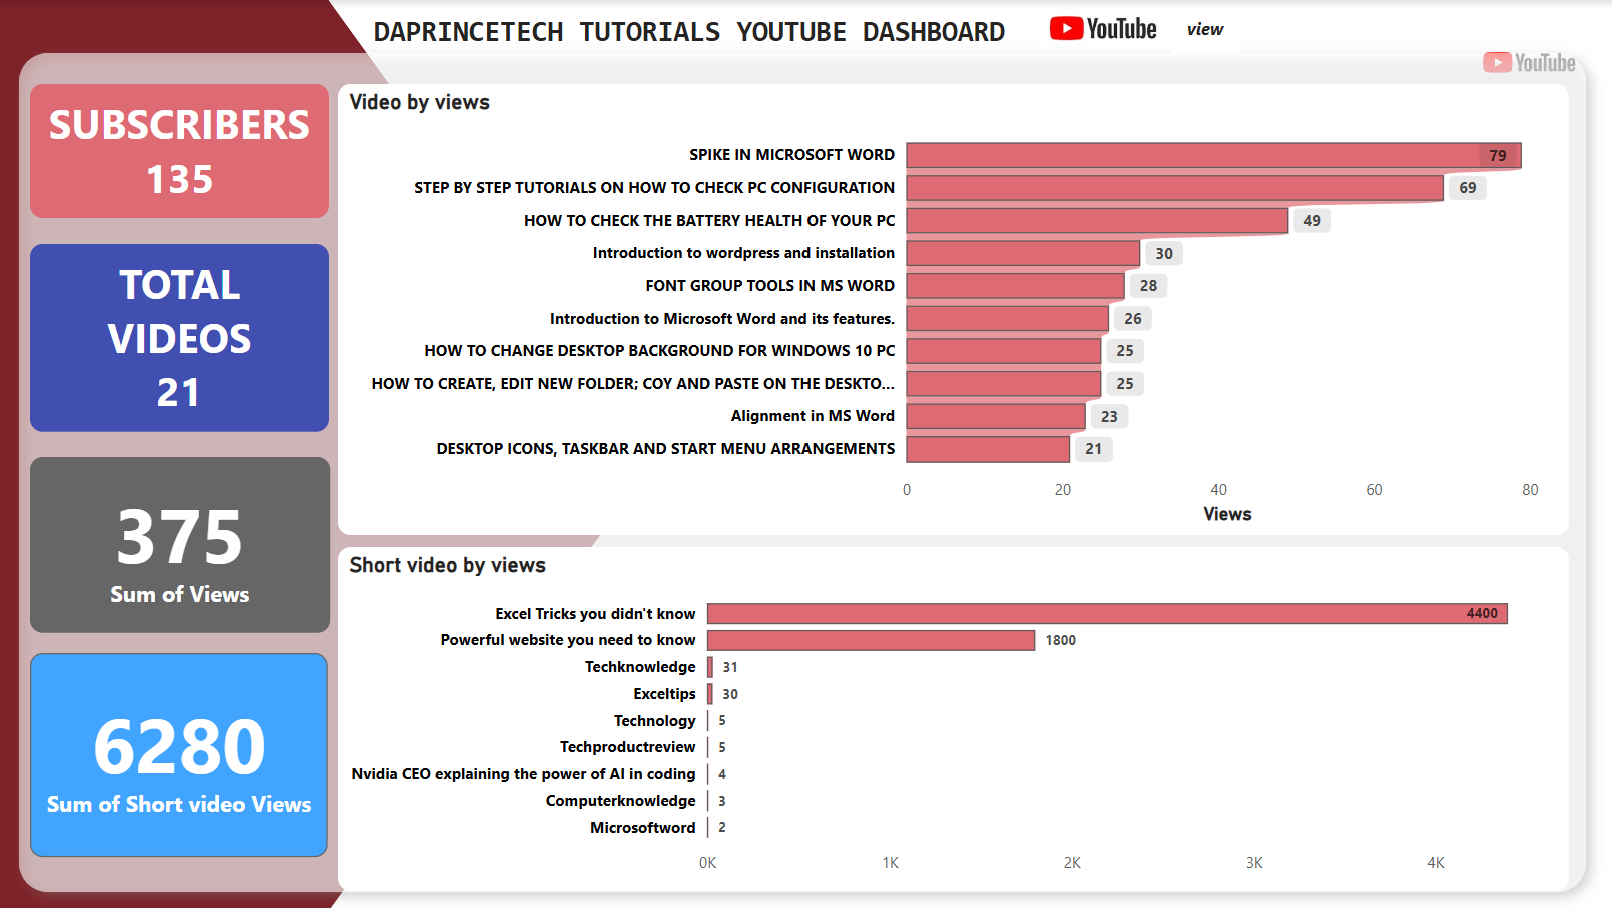 DAPRINCETECH TUTORIALS YOUTUBE DASHBOARD
YouTube
view
YouTube
SUBSCRIBERS
135
TOTAL
VIDEOS
21
375
Sum of Views
6280
Sum of Short video Views
Video by views
SPIKE IN MICROSOFT WORD 79
STEP BY STEP TUTORIALS ON HOW TO CHECK PC CONFIGURATION 69
HOW TO CHECK THE BATTERY HEALTH OF YOUR PC 49
Introduction to wordpress and installation 30
FONT GROUP TOOLS IN MS WORD 28
Introduction to Microsoft Word and its features. 26
HOW TO CHANGE DESKTOP BACKGROUND FOR WINDOWS 10 PC 25
HOW TO CREATE, EDIT NEW FOLDER; COY AND PASTE ON THE DESKTO... 25
Alignment in MS Word 23
DESKTOP ICONS, TASKBAR AND START MENU ARRANGEMENTS 21
0 20 40 60 80
Views
Short video by views
Excel Tricks you didn't know 4400
Powerful website you need to know 1800
Techknowledge 31
Exceltips 30
Technology 5
Techproductreview 5
Nvidia CEO explaining the power of AI in coding 4
Computerknowledge 3
Microsoftword 2
0K 1K 2K 3K 4K